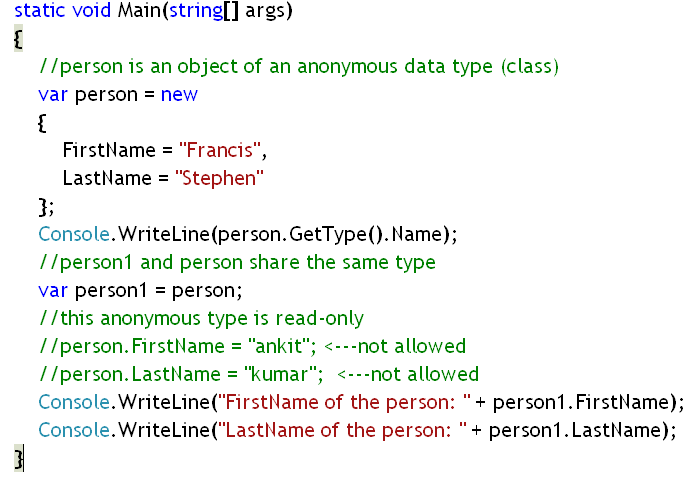 static void Main(string[] args)
{
//person is an object of an anonymous data type (class)
var person = new
{
FirstName = "Francis",
LastName = "Stephen"
};
Console.WriteLine(person.GetType().Name);
//person1 and person share the same type
var person1 = person;
//this anonymous type is read-only
//person.FirstName = "ankit"; <---not allowed
//person.LastName = "kumar"; <---not allowed
Console.WriteLine("FirstName of the person: " + person1.FirstName);
Console.WriteLine("LastName of the person: " + person1.LastName);
}